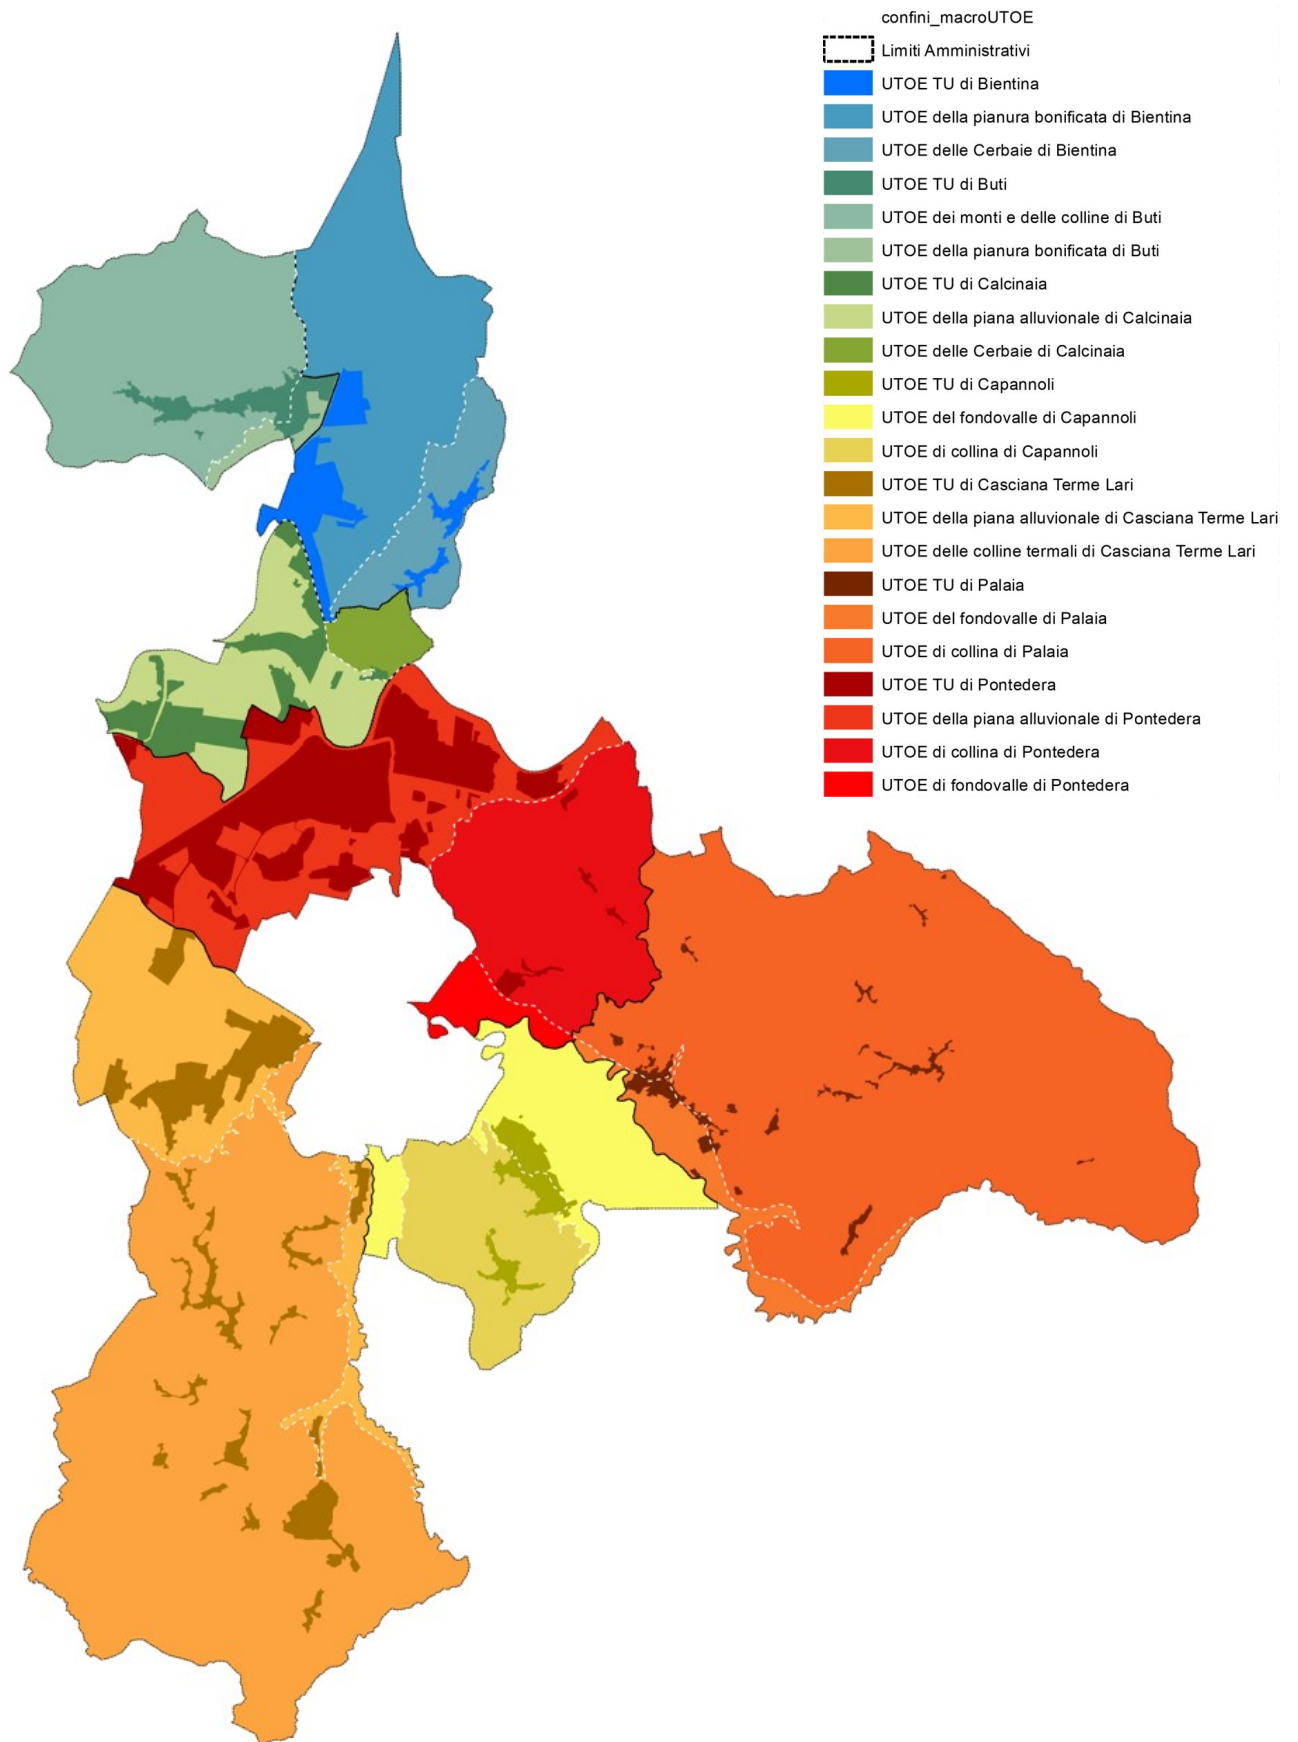 confini_macroUTOE
Limiti Amministrativi
UTOE TU di Bientina
UTOE della pianura bonificata di Bientina
UTOE delle Cerbaie di Bientina
UTOE TU di Buti
UTOE dei monti e delle colline di Buti
UTOE della pianura bonificata di Buti
UTOE TU di Calcinaia
UTOE della piana alluvionale di Calcinaia
UTOE delle Cerbaie di Calcinaia
UTOE TU di Capannoli
UTOE del fondovalle di Capannoli
UTOE di collina di Capannoli
UTOE TU di Casciana Terme Lari
UTOE della piana alluvionale di Casciana Terme Lari
UTOE delle colline termali di Casciana Terme Lari
UTOE TU di Palaia
UTOE del fondovalle di Palaia
UTOE di collina di Palaia
UTOE TU di Pontedera
UTOE della piana alluvionale di Pontedera
UTOE di collina di Pontedera
UTOE di fondovalle di Pontedera